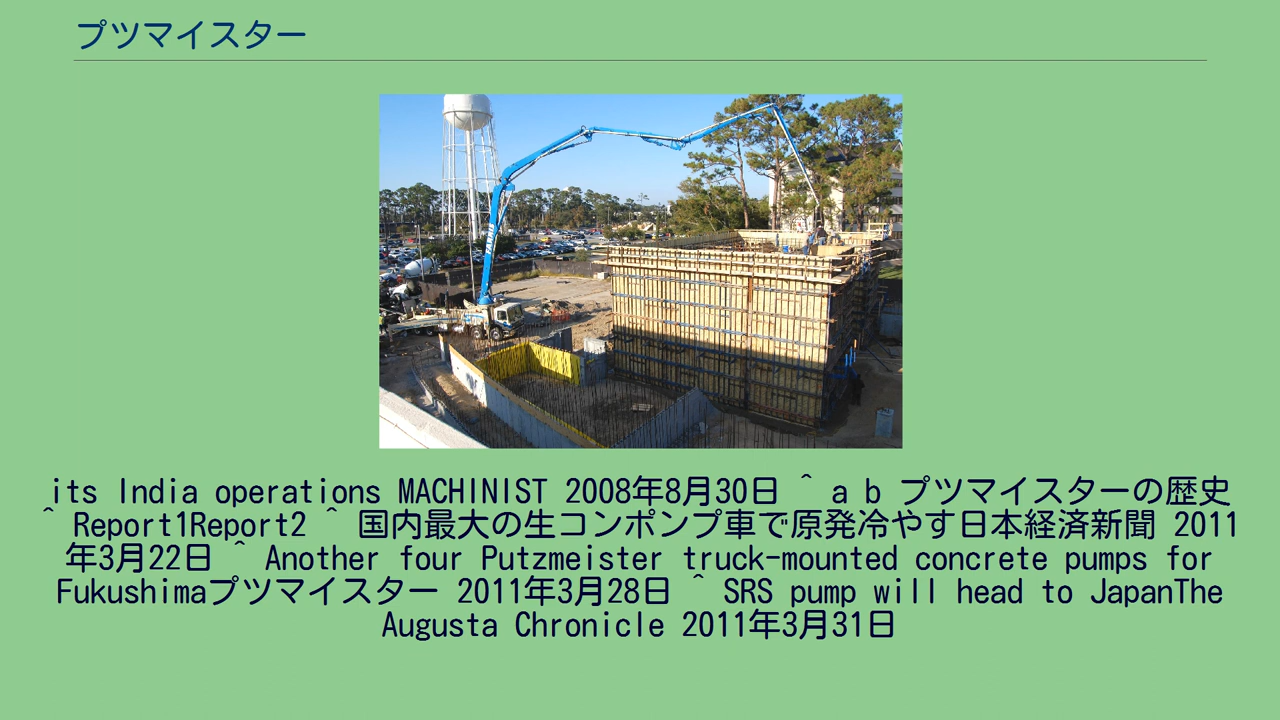 プツマイスター
its India operations MACHINIST 2008年8月30日 ^ a b プツマイスターの歴史
^ Report1Report2 ^ 国内最大の生コンポンプ車で原発冷やす日本経済新聞 2011
年3月22日 ^ Another four Putzmeister truck-mounted concrete pumps for
Fukushimaプツマイスター 2011年3月28日 ^ SRS pump will head to JapanThe
Augusta Chronicle 2011年3月31日